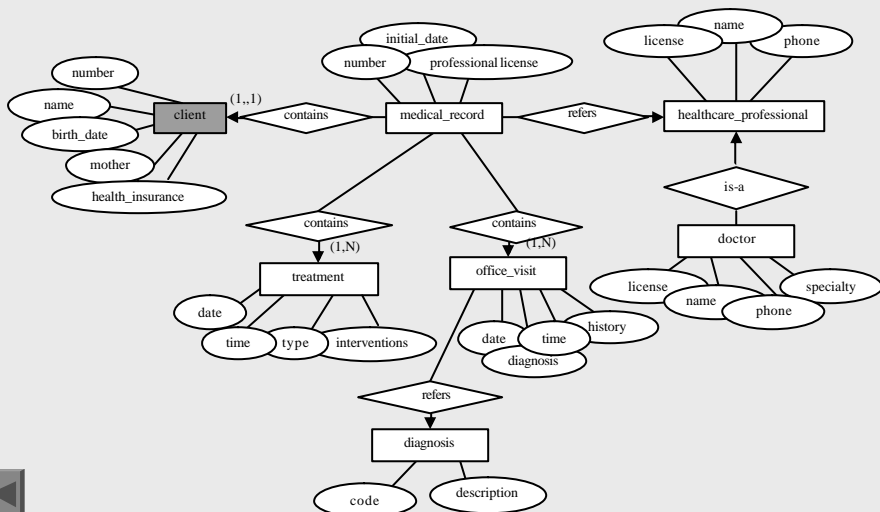 initial_date
number
professional license
name
license
phone
number
name
birth_date
mother
health_insurance
client
(1,,1)
contains
medical_record
refers
healthcare_professional
is-a
contains
(1,N)
contains
(1,N)
treatment
office_visit
doctor
date
time
type
interventions
date
diagnosis
time
history
license
name
phone
specialty
refers
diagnosis
code
description